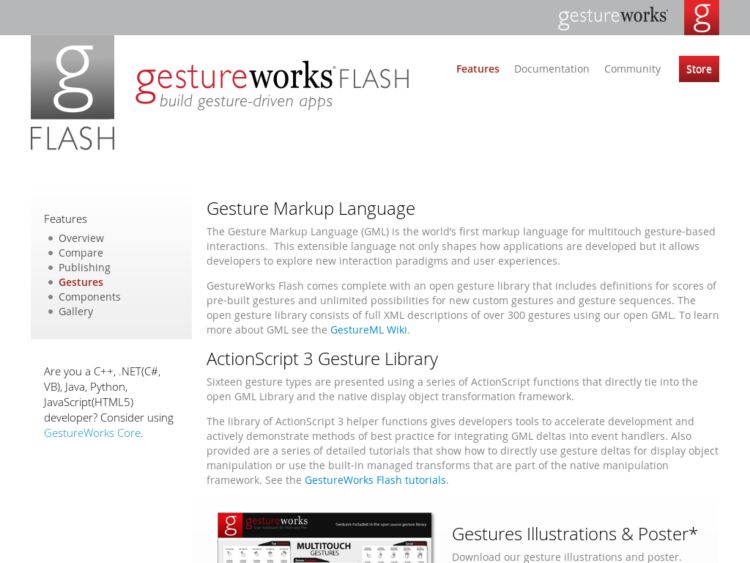 gestureworks
g
g
FLASH
gestureworks FLASH
build gesture-driven apps
Features Documentation Community Store
Features
Overview
Compare
Publishing
Gestures
Components
Gallery
Are you a C++, .NET(C#,
VB), Java, Python,
JavaScript(HTML5)
developer? Consider using
GestureWorks Core.
Gesture Markup Language
The Gesture Markup Language (GML) is the world's first markup language for multitouch gesture-based
interactions.  This extensible language not only shapes how applications are developed but it allows
developers to explore new interaction paradigms and user experiences.
GestureWorks Flash comes complete with an open gesture library that includes definitions for scores of
pre-built gestures and unlimited possibilities for new custom gestures and gesture sequences. The
open gesture library consists of full XML descriptions of over 300 gestures using our open GML. To learn
more about GML see the GestureML Wiki.
ActionScript 3 Gesture Library
Sixteen gesture types are presented using a series of ActionScript functions that directly tie into the
open GML Library and the native display object transformation framework.
The library of ActionScript 3 helper functions gives developers tools to accelerate development and
actively demonstrate methods of best practice for integrating GML deltas into event handlers. Also
provided are a series of detailed tutorials that show how to directly use gesture deltas for display object
manipulation or use the built-in managed transforms that are part of the native manipulation
framework. See the GestureWorks Flash tutorials.
g gestureworks
Gestures included in the open source gesture library
MULTITOUCH
GESTURES
Gestures Illustrations & Poster*
Download our gesture illustrations and poster.